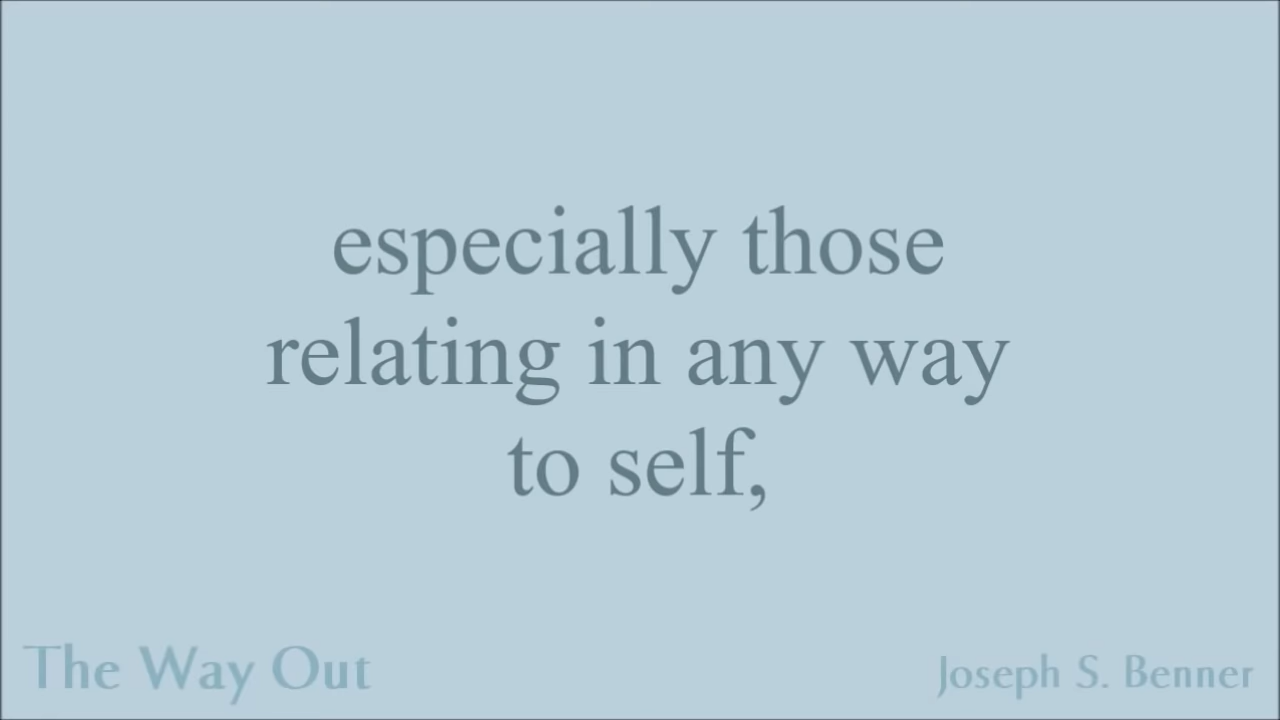 especially those
relating in any way
to self,
The Way Out
Joseph S. Benner